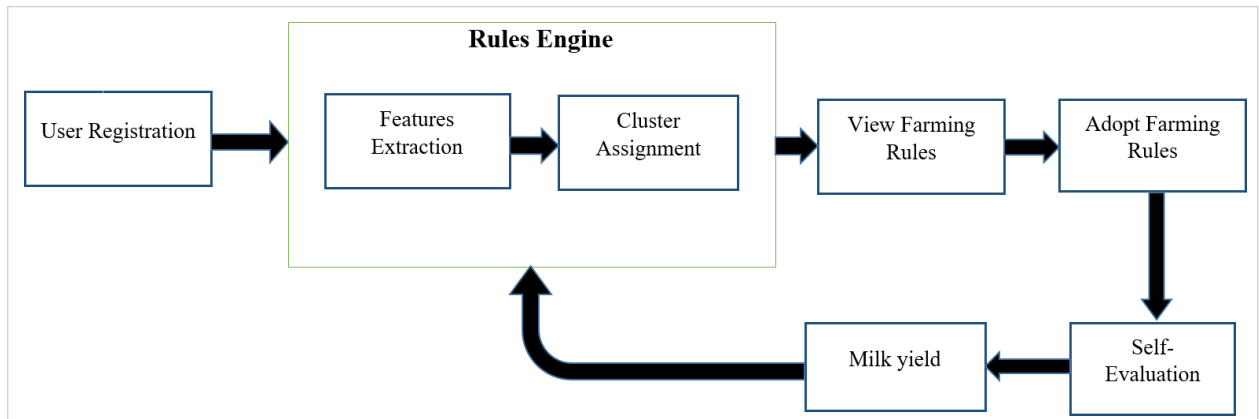 Rules Engine
User Registration
Features
Extraction
Cluster
Assignment
View Farming
Rules
Adopt Farming
Rules
Self-
Evaluation
Milk yield